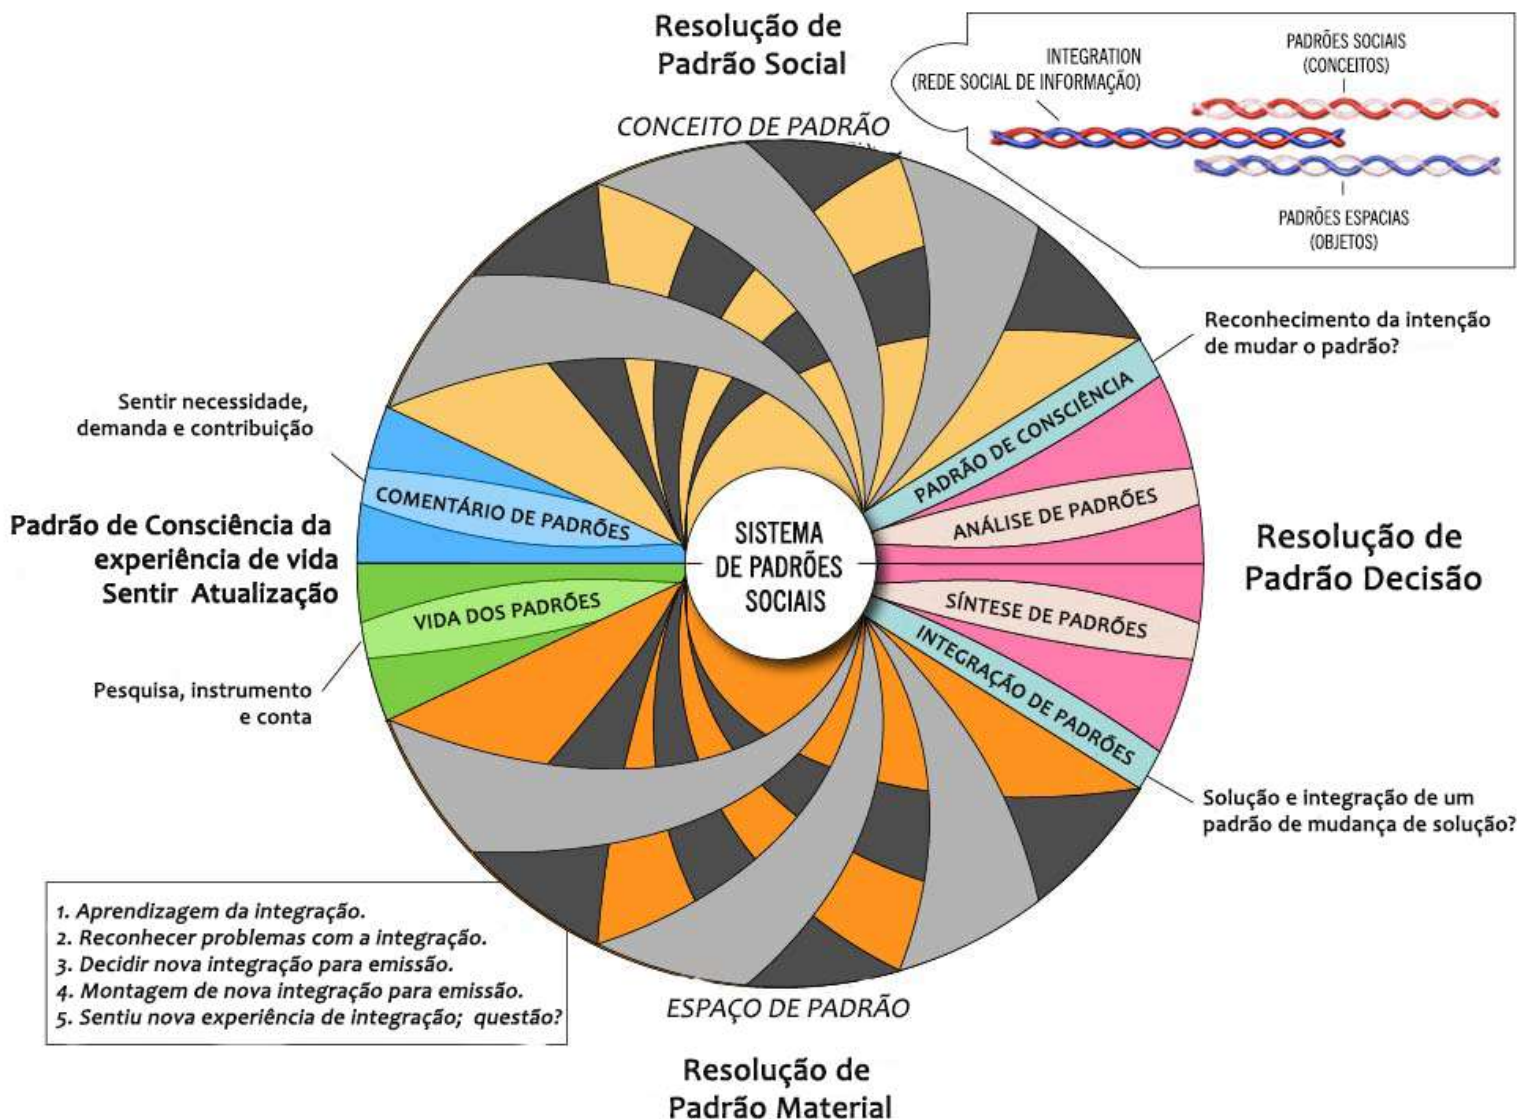 Resolução de
Padrão Social
CONCEITO DE PADRÃO
INTEGRATION
(REDE SOCIAL DE INFORMAÇÃO)
PADRÕES SOCIAIS
(CONCEITOS)
PADRÕES ESPACIAS
(OBJETOS)
Reconhecimento da intenção
de mudar o padrão?
Sentir necessidade,
demanda e contribuição
PADRÃO DE CONSCIÊNCIA
COMENTÁRIO DE PADRÕES
ANÁLISE DE PADRÕES
Padrão de Consciência da
experiência de vida
Sentir Atualização
SISTEMA
DE PADRÕES
SOCIAIS
Resolução de
Padrão Decisão
VIDA DOS PADRÕES
SÍNTESE DE PADRÕES
INTEGRAÇÃO DE PADRÕES
Pesquisa, instrumento
e conta
Solução e integração de um
padrão de mudança de solução?
1. Aprendizagem da integração.
2. Reconhecer problemas com a integração.
3. Decidir nova integração para emissão.
4. Montagem de nova integração para emissão.
5. Sentiu nova experiência de integração; questão?
ESPAÇO DE PADRÃO
Resolução de
Padrão Material